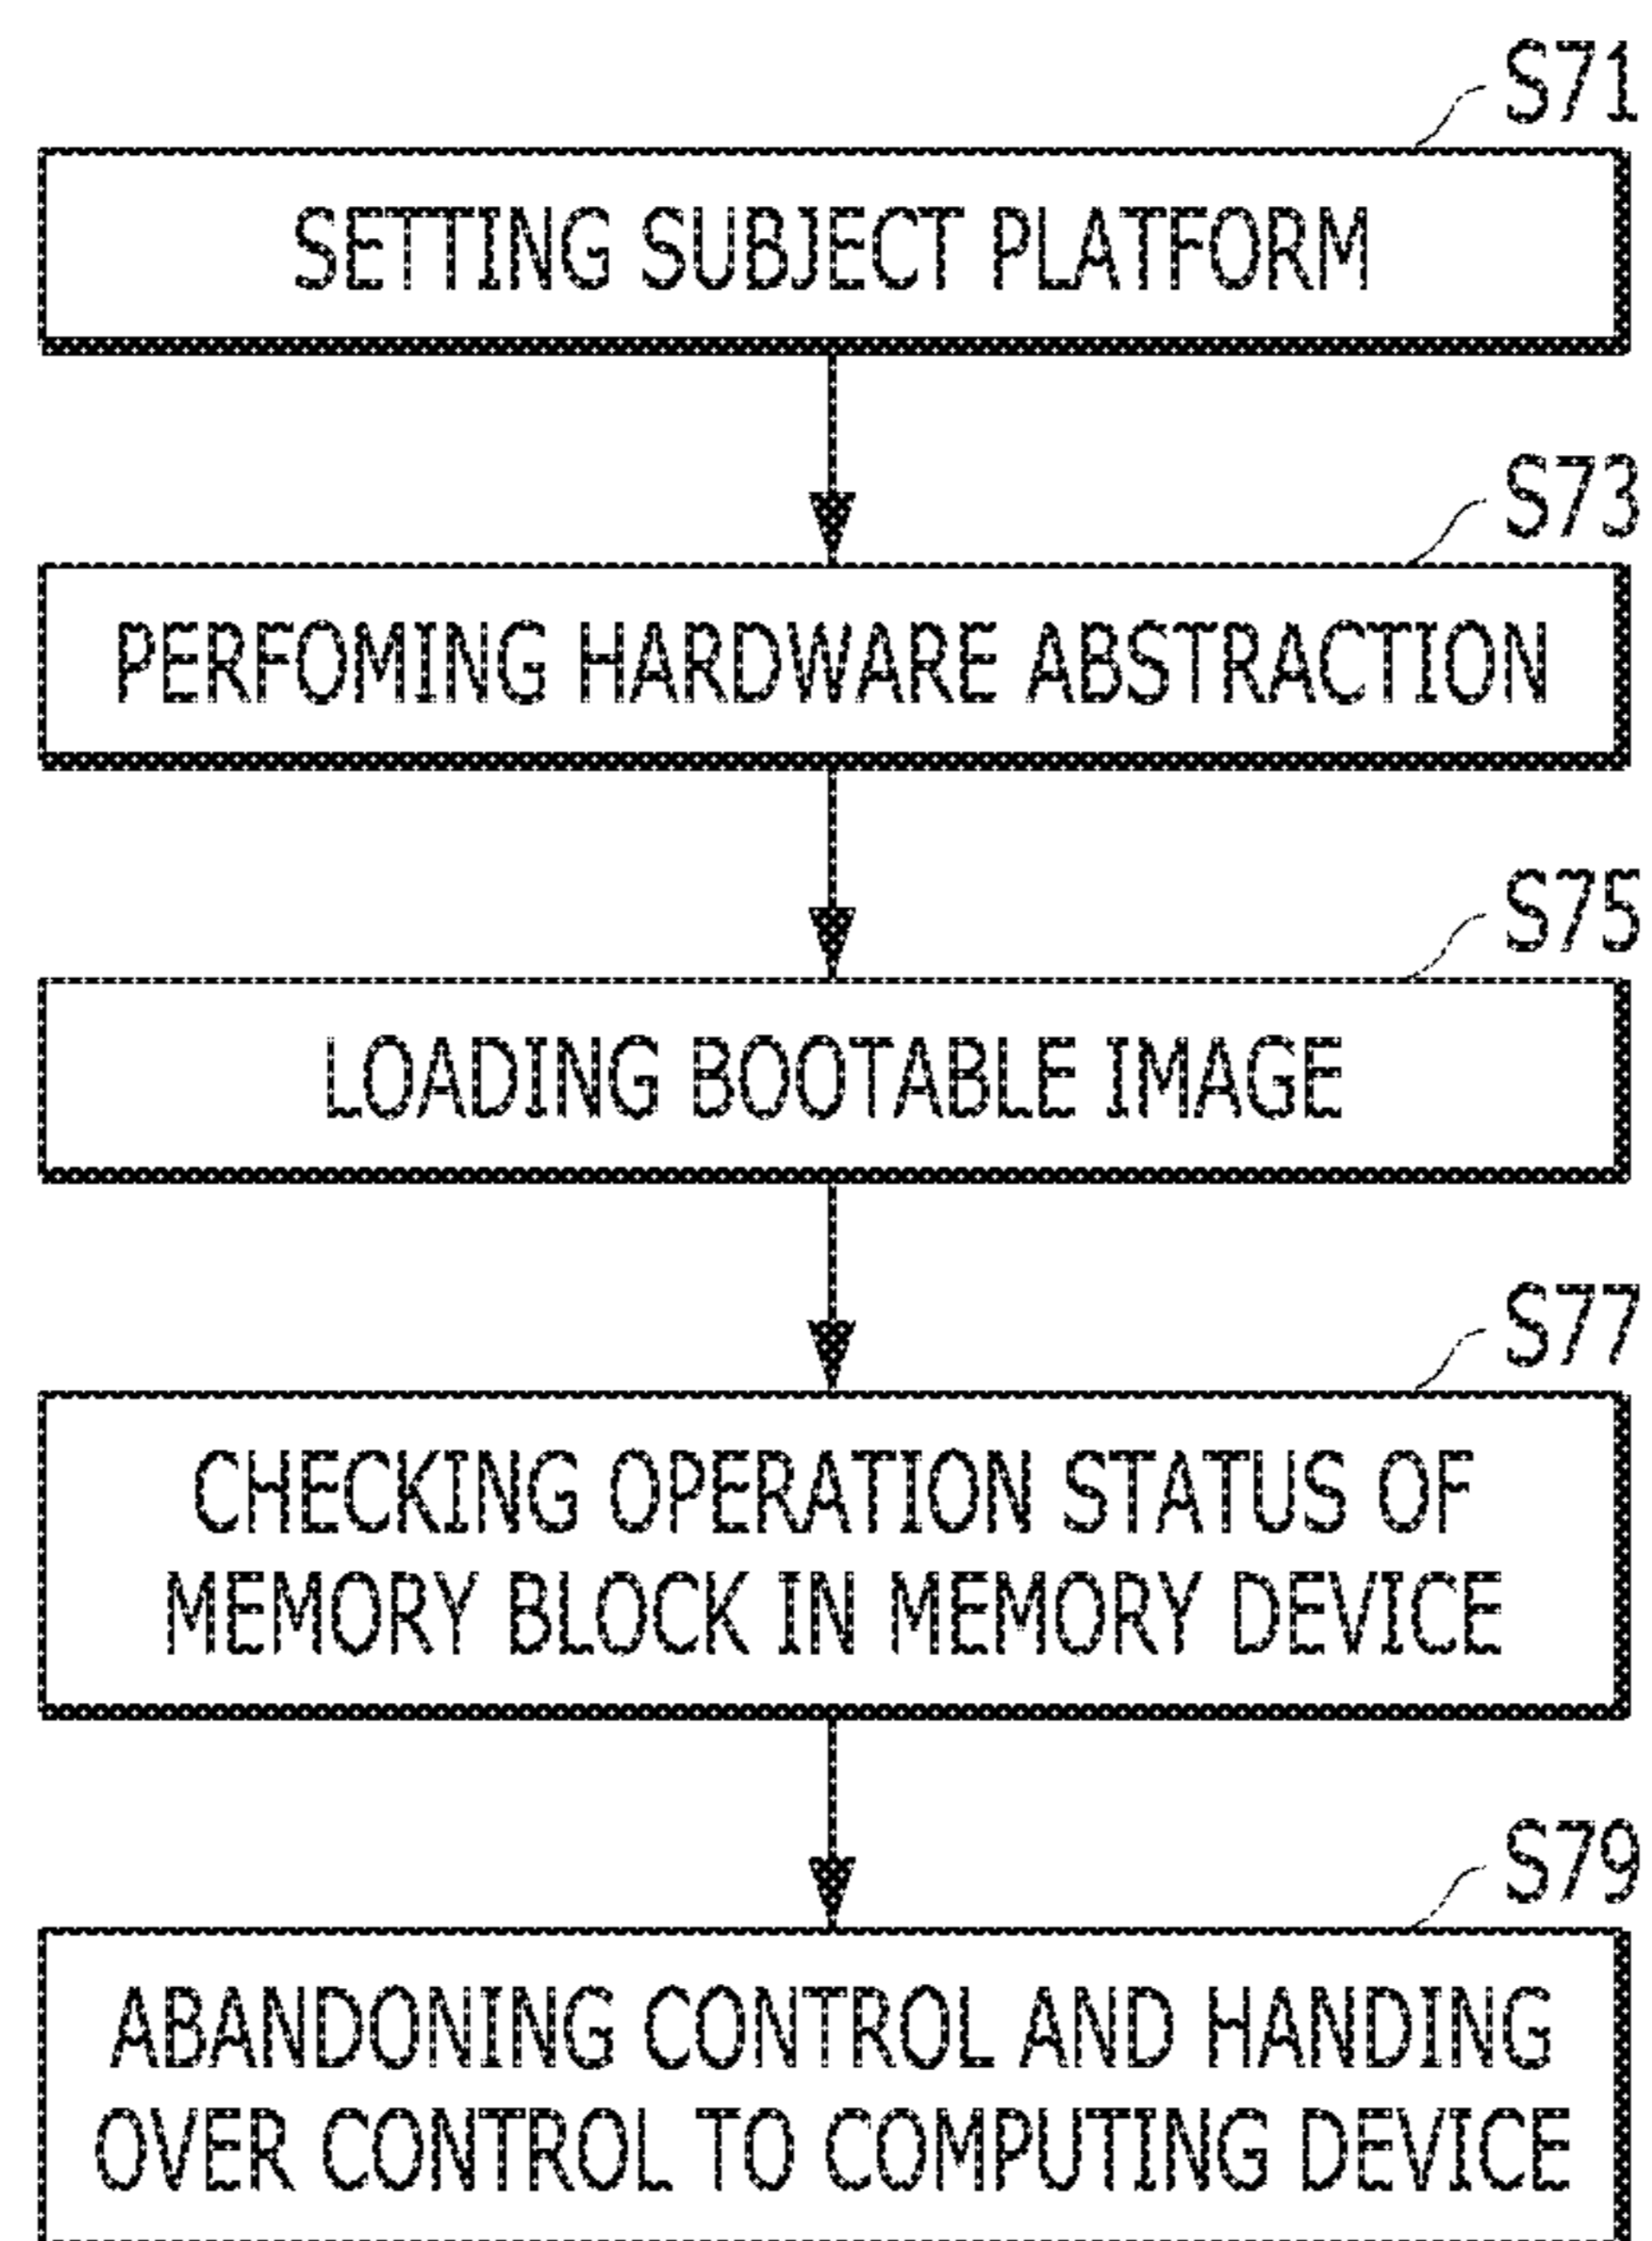 S71
SETTING SUBJECT PLATFORM
S73
PERFOMING HARDWARE ABSTRACTION
S75
LOADING BOOTABLE IMAGE
S77
CHECKING OPERATION STATUS OF
MEMORY BLOCK IN MEMORY DEVICE
S79
ABANDONING CONTROL AND HANDING
OVER CONTROL TO COMPUTING DEVICE